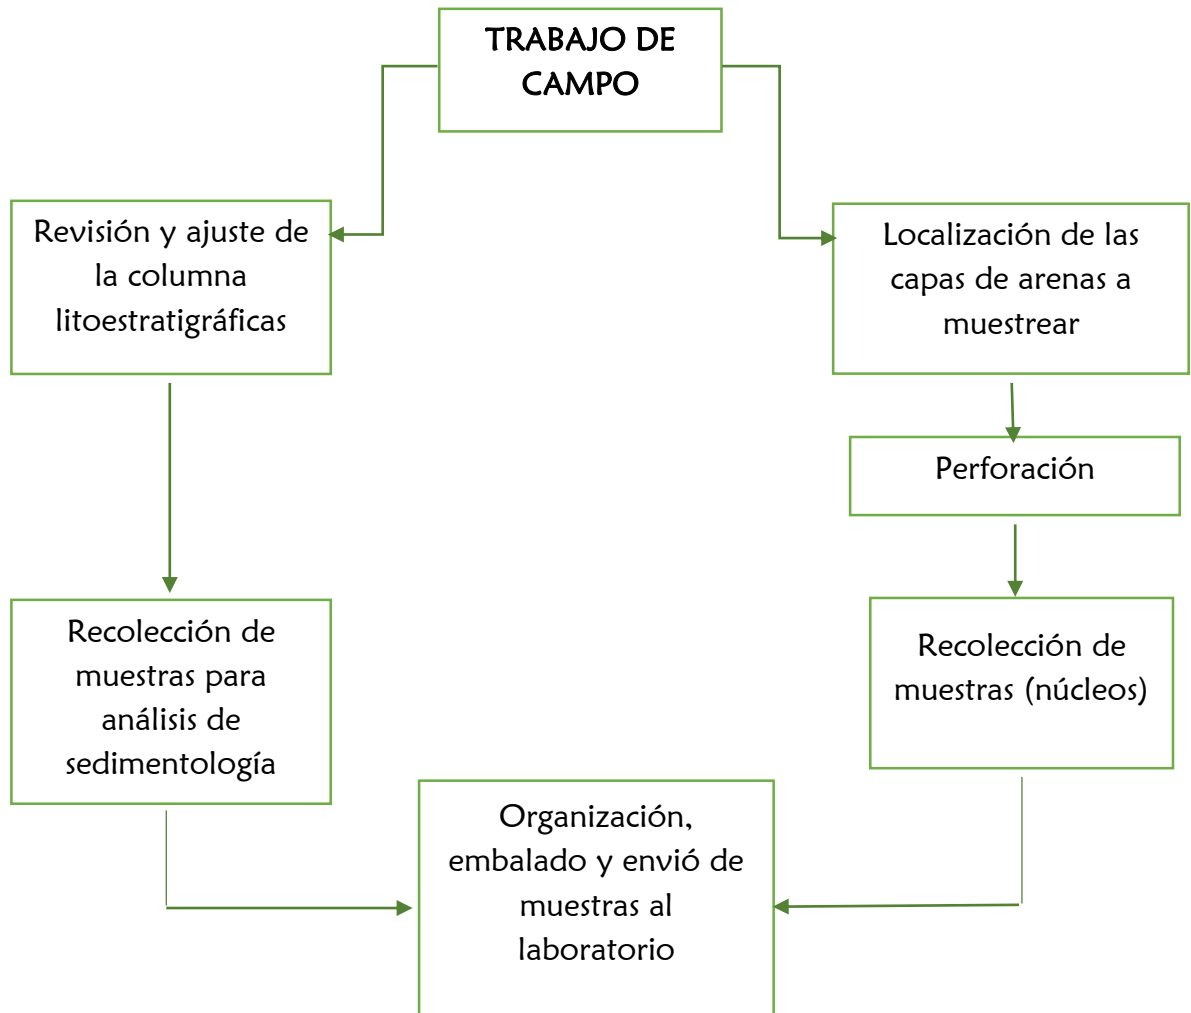 TRABAJO DE
CAMPO
Revisión y ajuste de
la columna
litoestratigráficas
Localización de las
capas de arenas a
muestrear
Perforación
Recolección de
muestras para
análisis de
sedimentología
Recolección de
muestras (núcleos)
Organización,
embalado y envió de
muestras al
laboratorio